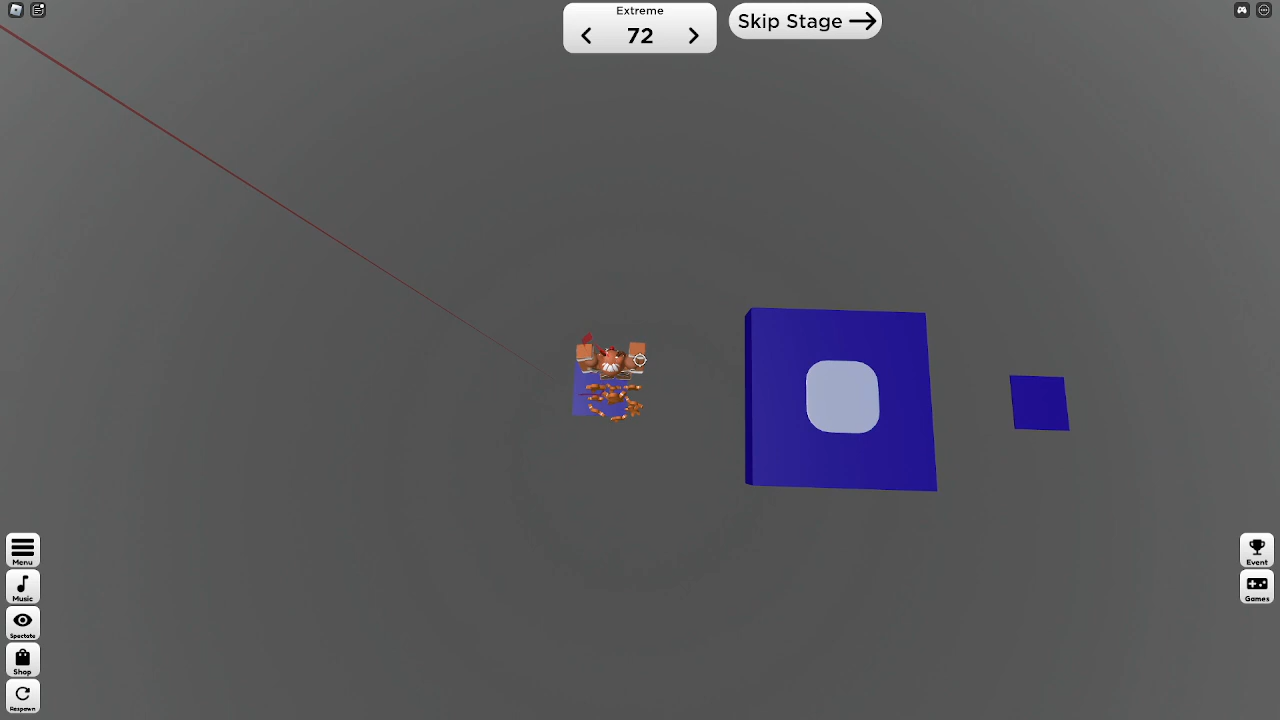 Extreme
72
Skip Stage
Menu
Music
Spectate
Shop
Respawn
Event
Games